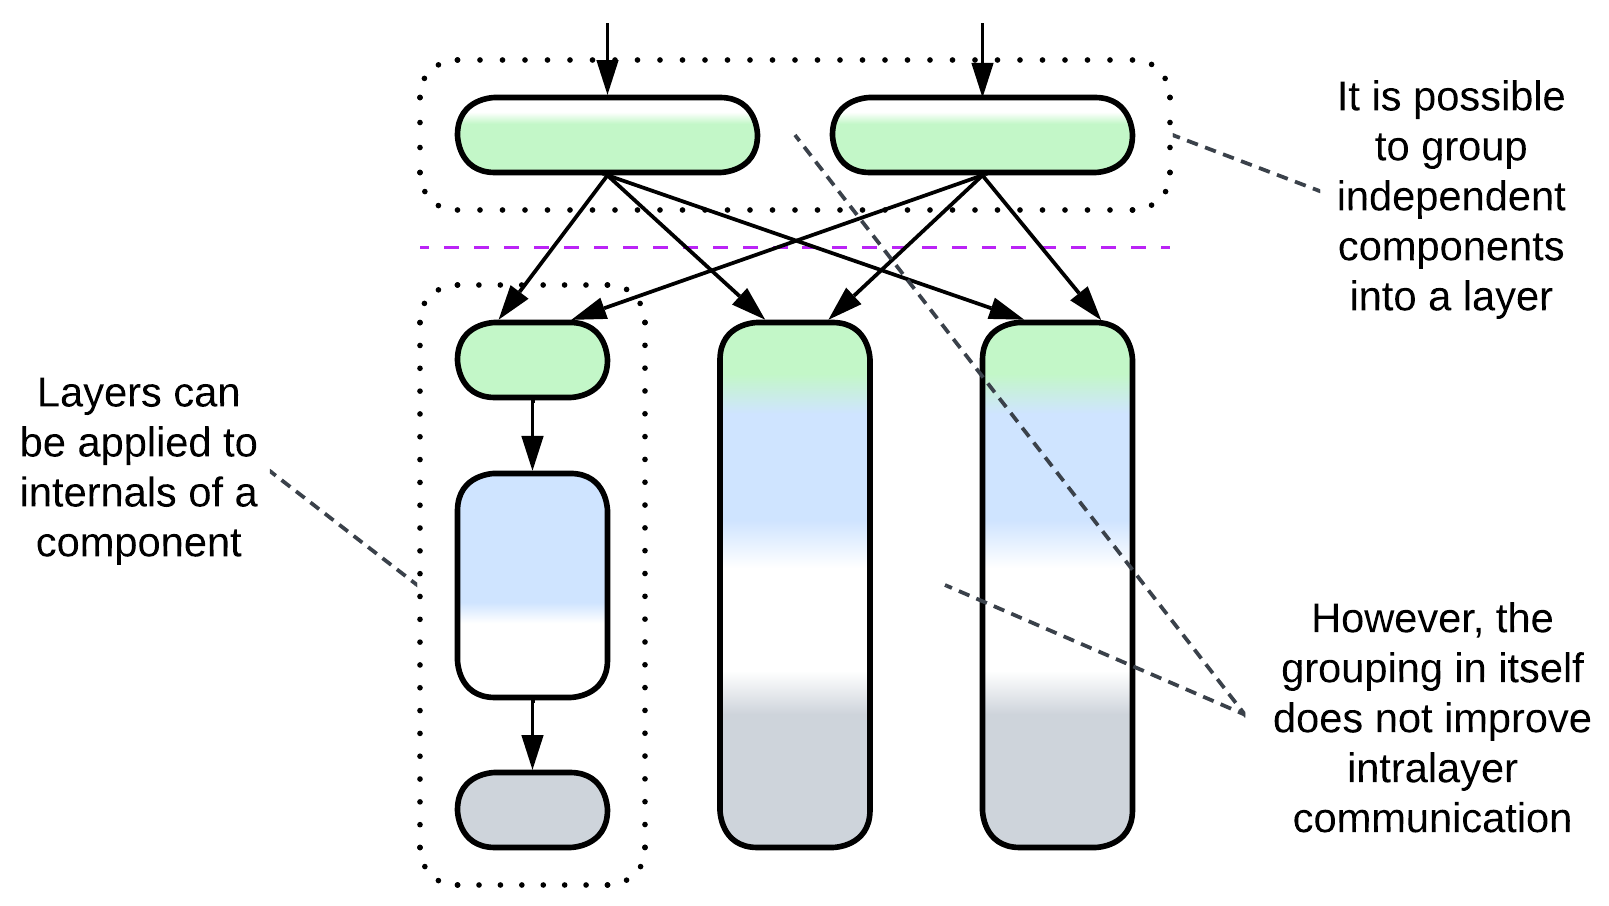 It is possible
to group
independent
components
into a layer
Layers can
be applied to
internals of a
component
However, the
grouping in itself
does not improve
intralayer
communication